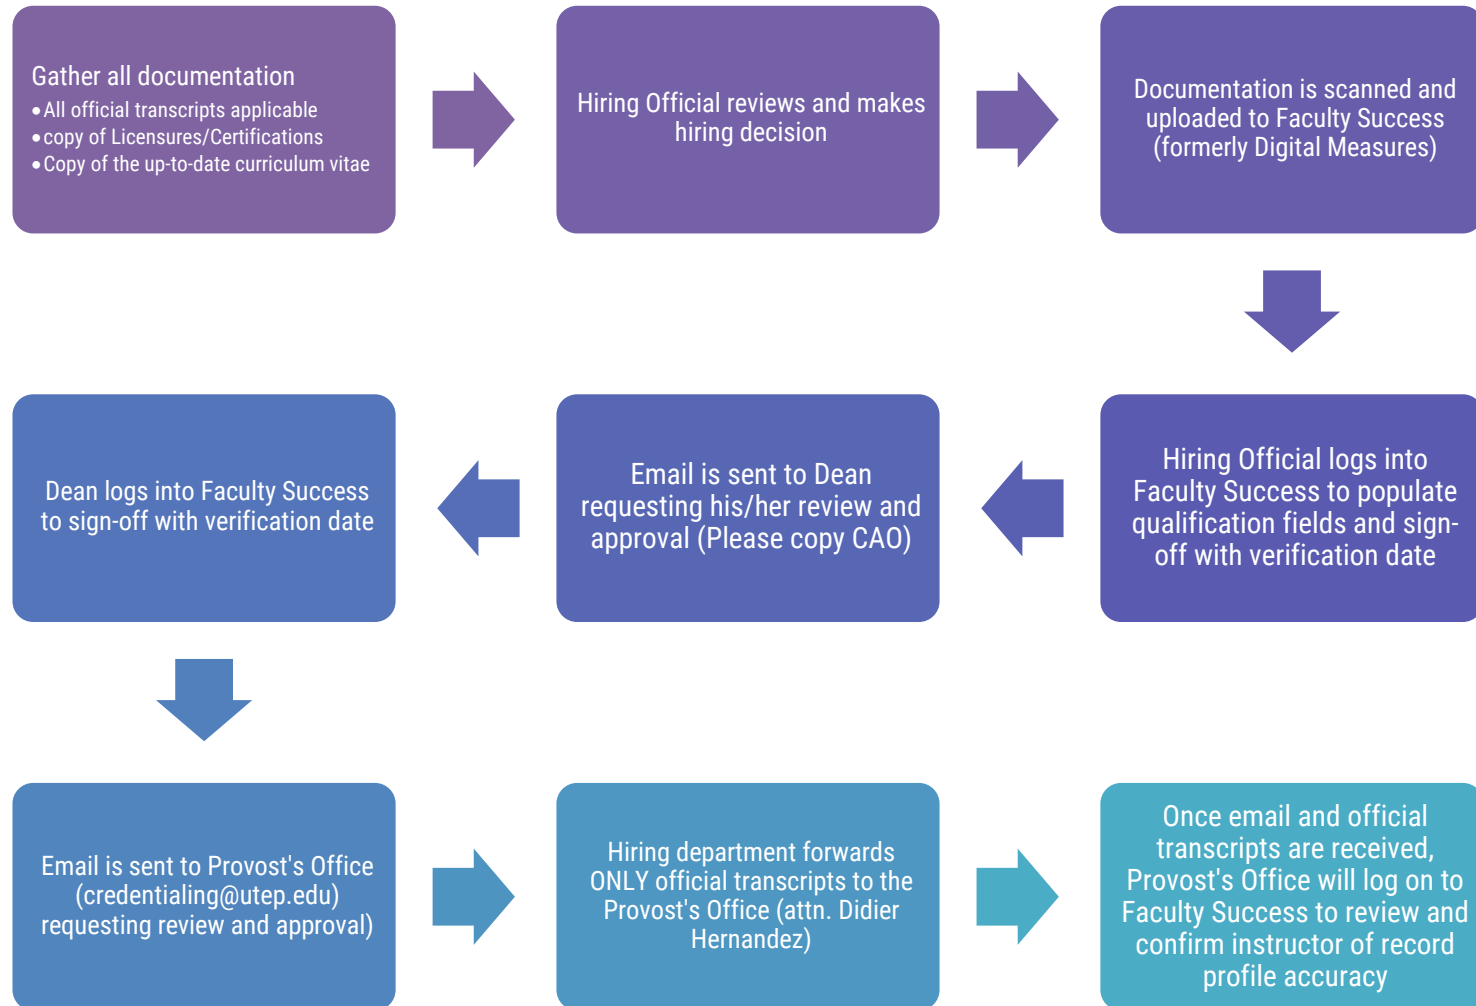 Gather all documentation
• All official transcripts applicable
• copy of Licensures/Certifications
• Copy of the up-to-date curriculum vitae
Hiring Official reviews and makes
hiring decision
Documentation is scanned and
uploaded to Faculty Success
(formerly Digital Measures)
Hiring Official logs into
Faculty Success to populate
qualification fields and sign-
off with verification date
Email is sent to Dean
requesting his/her review and
approval (Please copy CAO)
Dean logs into Faculty Success
to sign-off with verification date
Email is sent to Provost's Office
(credentialing@utep.edu)
requesting review and approval)
Hiring department forwards
ONLY official transcripts to the
Provost's Office (attn. Didier
Hernandez)
Once email and official
transcripts are received,
Provost's Office will log on to
Faculty Success to review and
confirm instructor of record
profile accuracy